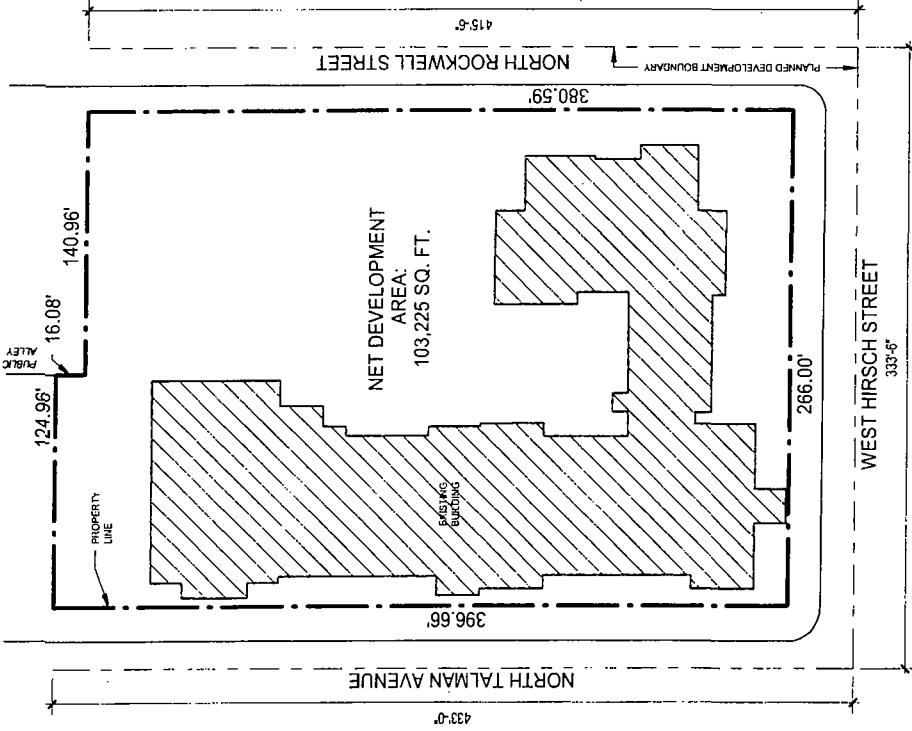 415'-6"
NORTH ROCKWELL STREET
PLANNED DEVELOPMENT BOUNDARY
380.59'
140.96'
16.08'
PUBLIC
ALLEY
124.96'
NET DEVELOPMENT
AREA:
103,225 SQ. FT.
PROPERTY
LINE
EXISTING
BUILDING
266.00'
WEST HIRSCH STREET
333'-6"
396.66'
NORTH TALMAN AVENUE
433'-0"